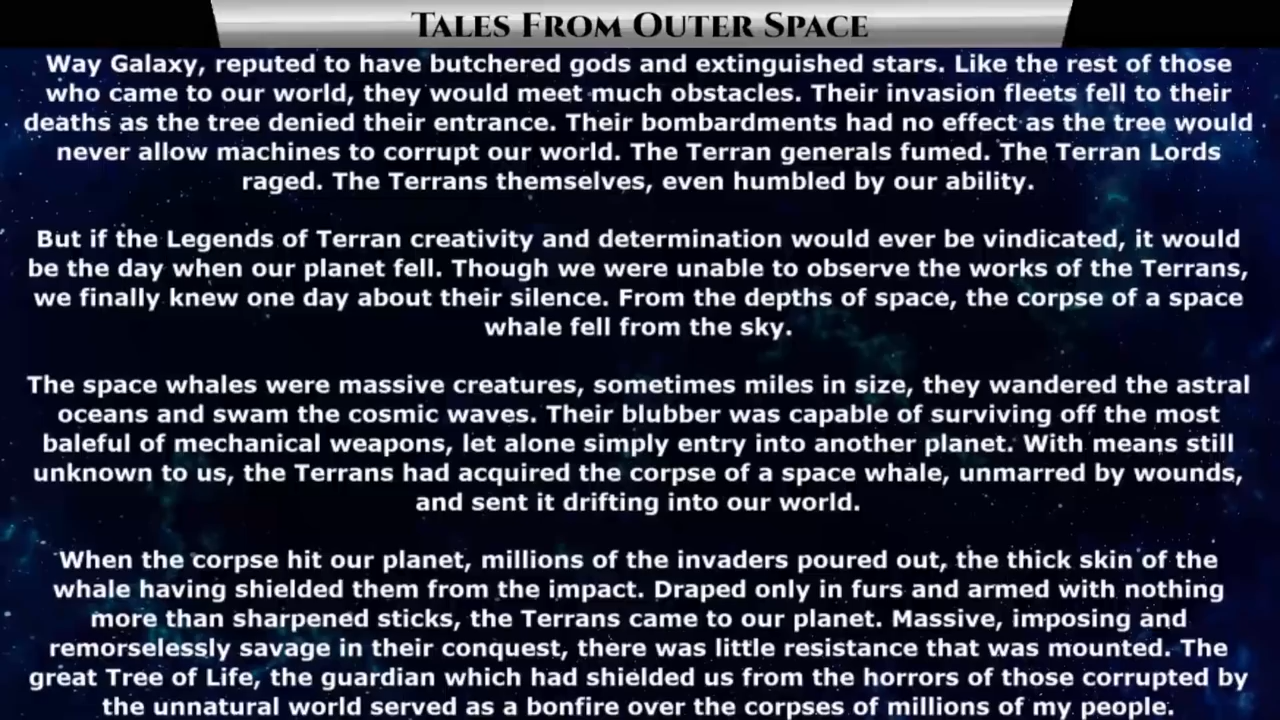 Tales From Outer Space
Way Galaxy, reputed to have butchered gods and extinguished stars. Like the rest of those
who came to our world, they would meet much obstacles. Their invasion fleets fell to their
deaths as the tree denied their entrance. Their bombardments had no effect as the tree would
never allow machines to corrupt our world. The Terran generals fumed. The Terran Lords
raged. The Terrans themselves, even humbled by our ability.
But if the Legends of Terran creativity and determination would ever be vindicated, it would
be the day when our planet fell. Though we were unable to observe the works of the Terrans,
we finally knew one day about their silence. From the depths of space, the corpse of a space
whale fell from the sky.
The space whales were massive creatures, sometimes miles in size, they wandered the astral
oceans and swam the cosmic waves. Their blubber was capable of surviving off the most
baleful of mechanical weapons, let alone simply entry into another planet. With means still
unknown to us, the Terrans had acquired the corpse of a space whale, unmarred by wounds,
and sent it drifting into our world.
When the corpse hit our planet, millions of the invaders poured out, the thick skin of the
whale having shielded them from the impact. Draped only in furs and armed with nothing
more than sharpened sticks, the Terrans came to our planet. Massive, imposing and
remorselessly savage in their conquest, there was little resistance that was mounted. The
great Tree of Life, the guardian which had shielded us from the horrors of those corrupted by
the unnatural world served as a bonfire over the corpses of millions of my people.